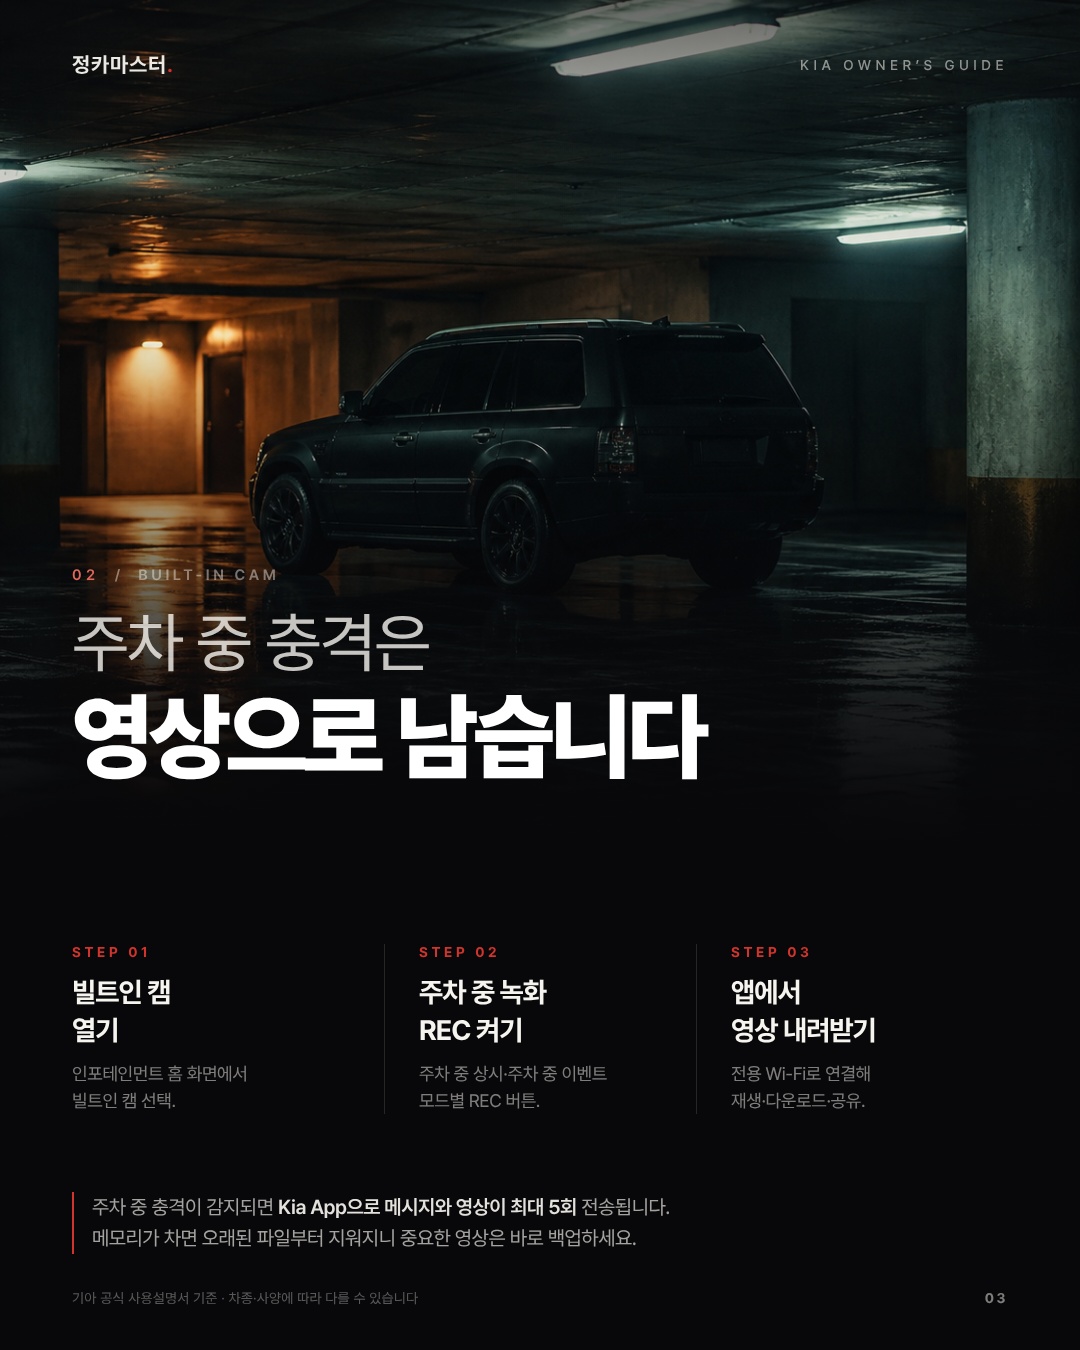 정카마스터.
KIA OWNER’S GUIDE
02 / BUILT-IN CAM
주차 중 충격은
영상으로 남습니다
STEP 01
빌트인 캠
열기
인포테인먼트 홈 화면에서
빌트인 캠 선택.
STEP 02
주차 중 녹화
REC 켜기
주차 중 상시·주차 중 이벤트
모드별 REC 버튼.
STEP 03
앱에서
영상 내려받기
전용 Wi-Fi로 연결해
재생·다운로드·공유.
주차 중 충격이 감지되면 Kia App으로 메시지와 영상이 최대 5회 전송됩니다.
메모리가 차면 오래된 파일부터 지워지니 중요한 영상은 바로 백업하세요.
기아 공식 사용설명서 기준 · 차종·사양에 따라 다를 수 있습니다
03